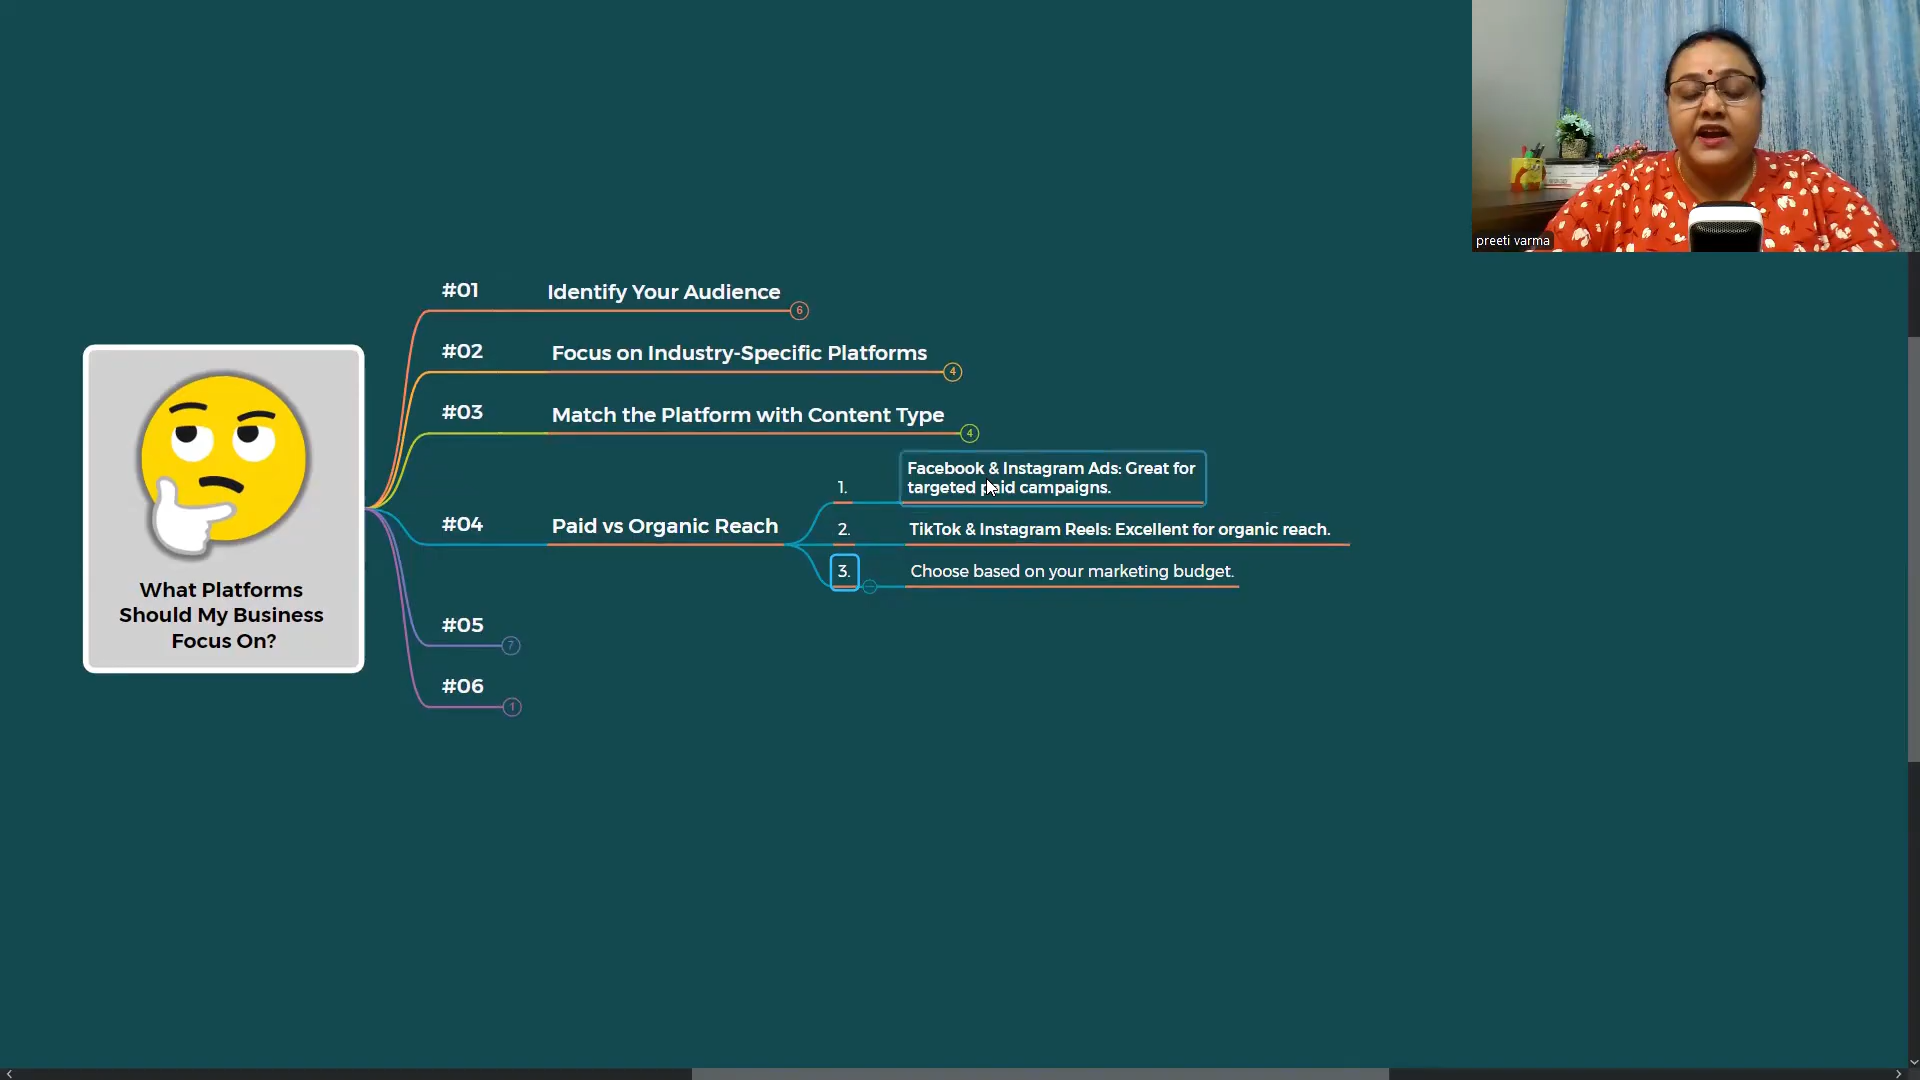 preeti varma
#01
Identify Your Audience
6
#02
Focus on Industry-Specific Platforms
4
#03
Match the Platform with Content Type
4
What Platforms
Should My Business
Focus On?
#04
Paid vs Organic Reach
1.
Facebook & Instagram Ads: Great for
targeted paid campaigns.
2.
TikTok & Instagram Reels: Excellent for organic reach.
3.
Choose based on your marketing budget.
#05
7
#06
1